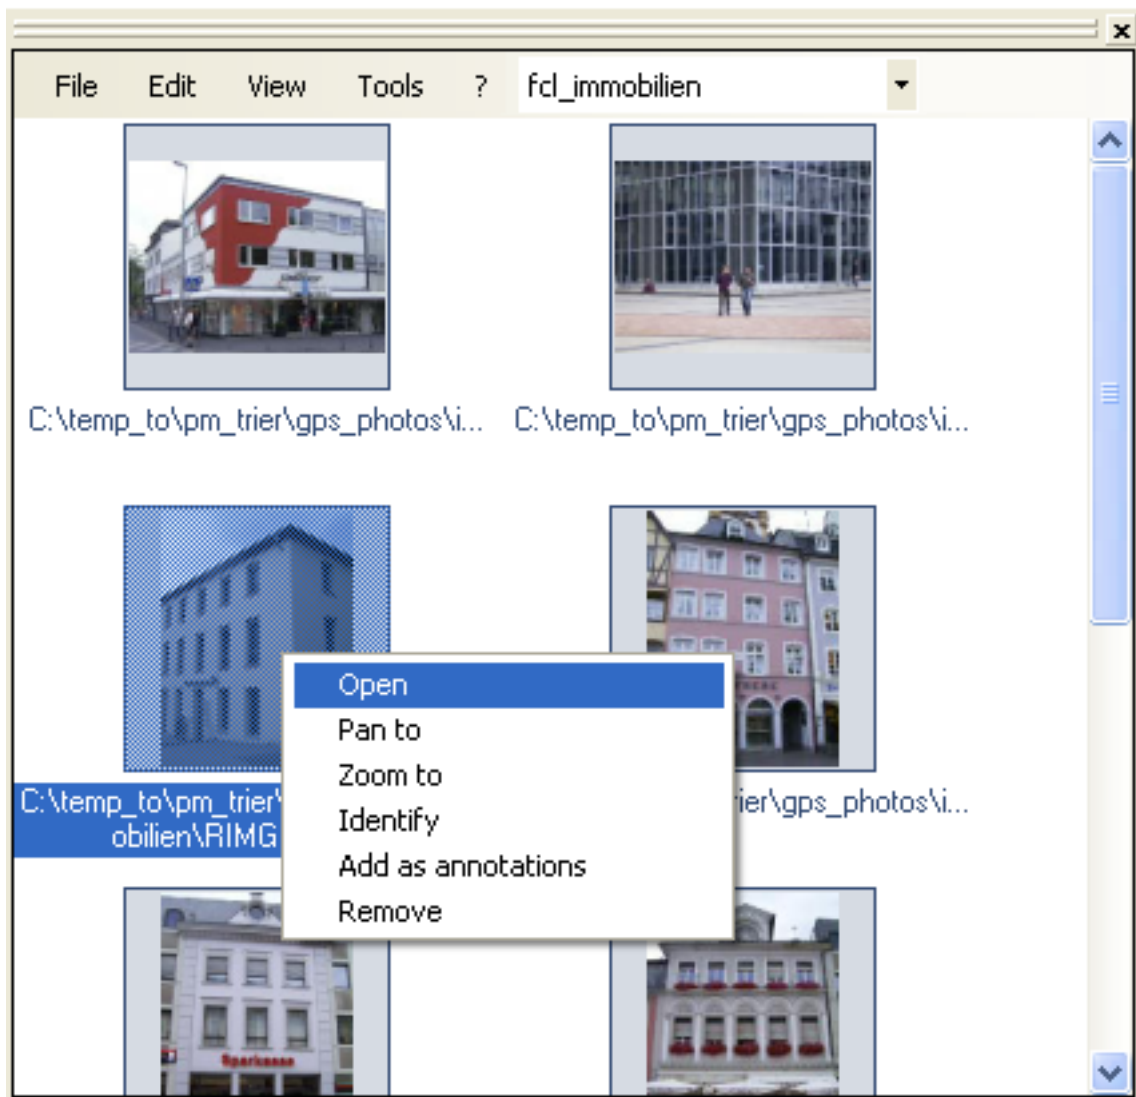 File Edit View Tools ? fcl_immobilien
C:\temp_to\pm_trier\gps_photos\i... C:\temp_to\pm_trier\gps_photos\i...
Open
Pan to
Zoom to
C:\temp_to\pm_trier\ ier\gps_photos\i...
Identify
obilien\RIMG
Add as annotations
Remove
Sparkasse